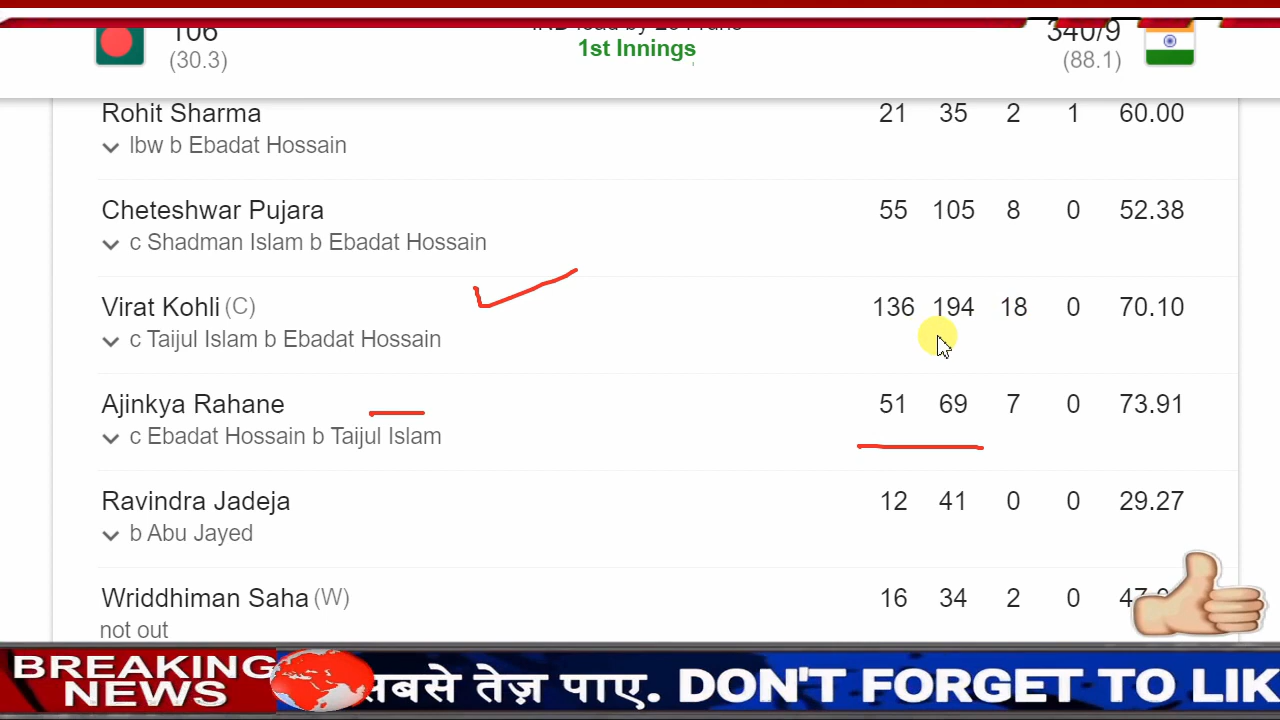 106 340/9
1st Innings
(30.3) (88.1)
Rohit Sharma 21 35 2 1 60.00
lbw b Ebadat Hossain
Cheteshwar Pujara 55 105 8 0 52.38
c Shadman Islam b Ebadat Hossain
Virat Kohli (C) 136 194 18 0 70.10
c Taijul Islam b Ebadat Hossain
Ajinkya Rahane 51 69 7 0 73.91
c Ebadat Hossain b Taijul Islam
Ravindra Jadeja 12 41 0 0 29.27
b Abu Jayed
Wriddhiman Saha (W) 16 34 2 0
not out
BREAKING
NEWS
सबसे तेज़ पाए. DON'T FORGET TO LIK